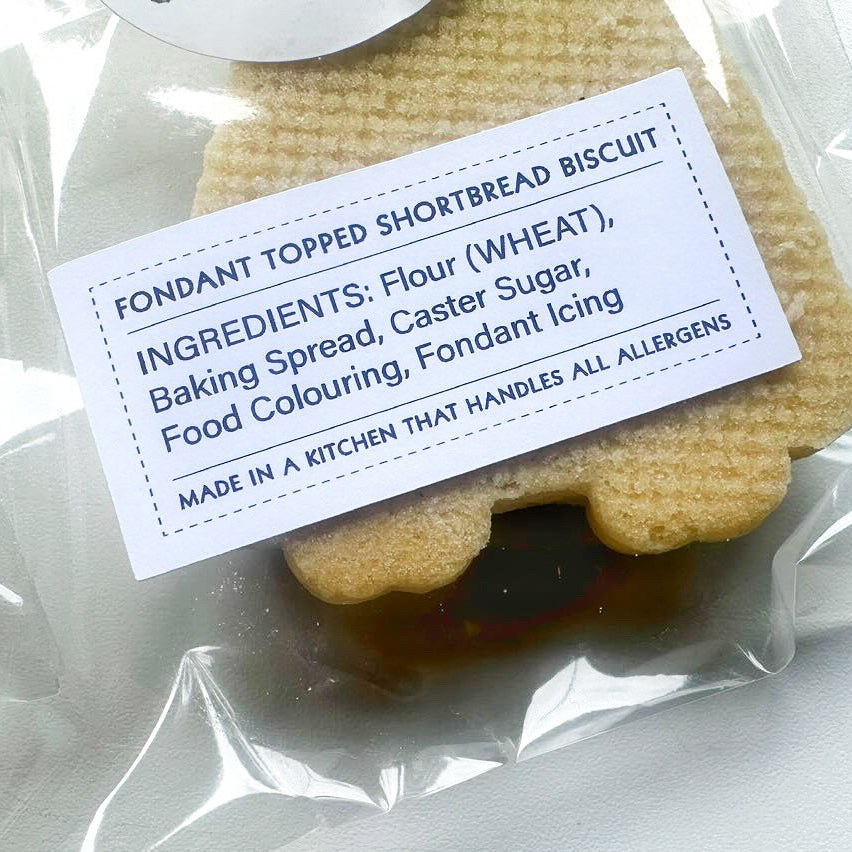 FONDANT TOPPED SHORTBREAD BISCUIT
INGREDIENTS: Flour (WHEAT),
Baking Spread, Caster Sugar,
Food Colouring, Fondant Icing
MADE IN A KITCHEN THAT HANDLES ALL ALLERGENS